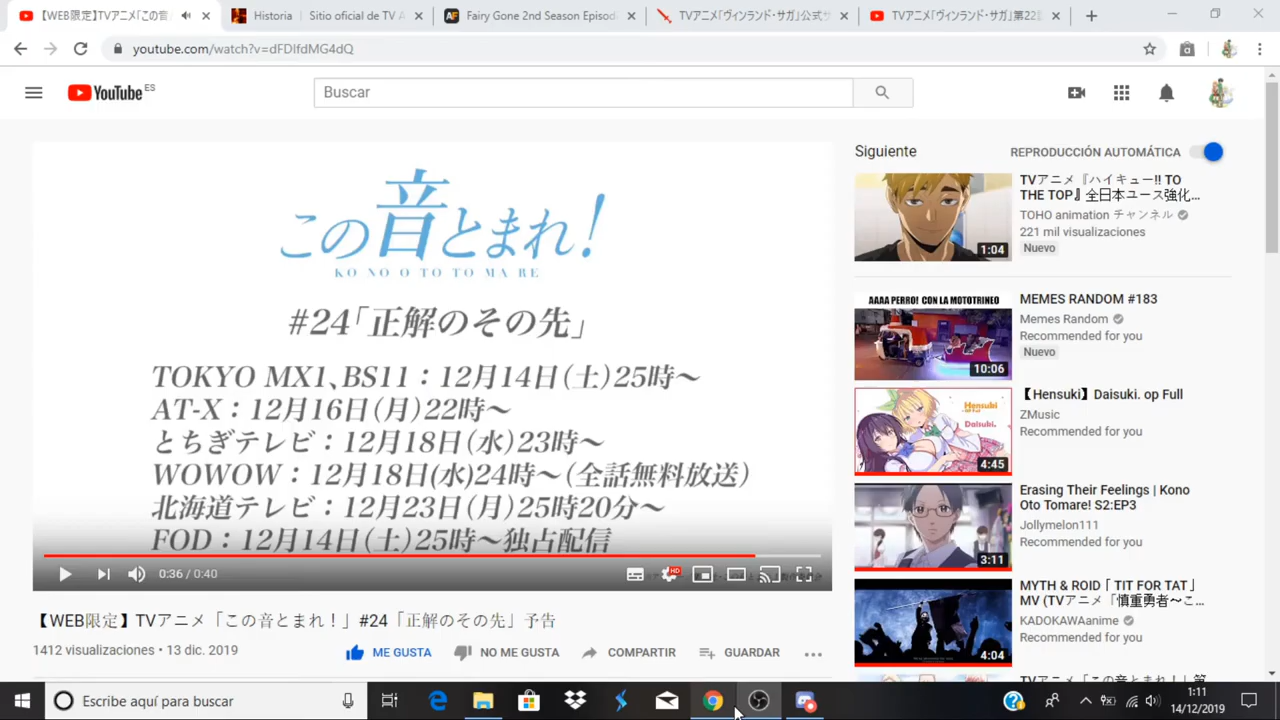 【WEB限定】TVアニメ「この音
Historia | Sitio oficial de TV A
Fairy Gone 2nd Season Episod
TVアニメ「ヴィンランド・サガ」公式サ
TVアニメ「ヴィンランド・サガ」第22話
youtube.com/watch?v=dFDIfdMG4dQ
YouTube ES
Buscar
この音とまれ!
KONO OTO TOMARE
#24「正解のその先」
TOKYO MX1、BS11:12月14日(土)25時~
AT-X:12月16日(月)22時~
とちぎテレビ:12月18日(水)23時~
WOWOW:12月18日(水)24時~(全話無料放送)
北海道テレビ:12月23日(月)25時20分~
FOD:12月14日(土)25時~独占配信
0:36 / 0:40
HD
【WEB限定】TVアニメ「この音とまれ！」#24「正解のその先」予告
1412 visualizaciones • 13 dic. 2019
ME GUSTA
NO ME GUSTA
COMPARTIR
GUARDAR
Siguiente
REPRODUCCIÓN AUTOMÁTICA
1:04
TVアニメ『ハイキュー!! TO
THE TOP』全日本ユース強化...
TOHO animation チャンネル
221 mil visualizaciones
Nuevo
AAAA PERRO! CON LA MOTOTRINEO
10:06
MEMES RANDOM #183
Memes Random
Recommended for you
Nuevo
Hensuki
Daisuki.
4:45
【Hensuki】Daisuki. op Full
ZMusic
Recommended for you
3:11
Erasing Their Feelings | Kono
Oto Tomare! S2:EP3
Jollymelon111
Recommended for you
4:04
MYTH & ROID「 TIT FOR TAT 」
MV (TVアニメ「慎重勇者～こ...
KADOKAWAanime
Recommended for you
Escribe aquí para buscar
1:11
14/12/2019